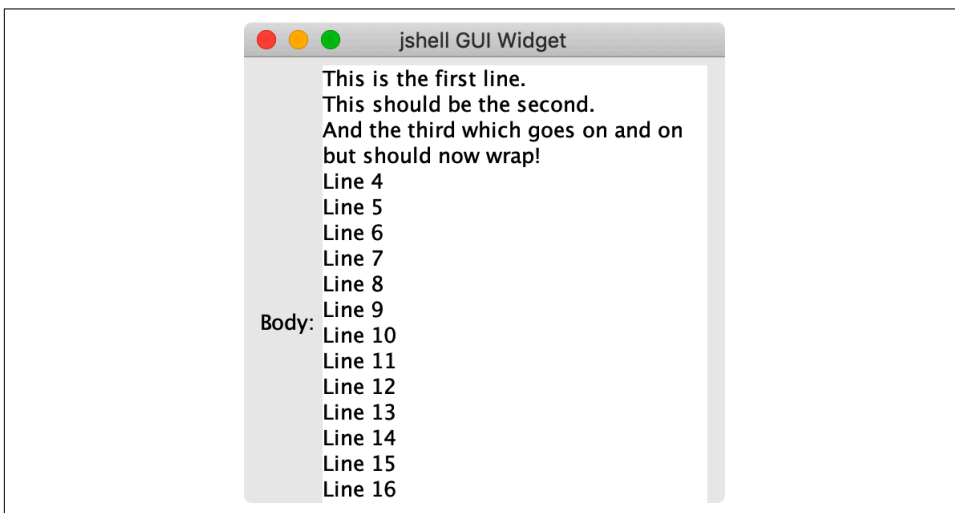 jshell GUI Widget
This is the first line.
This should be the second.
And the third which goes on and on
but should now wrap!
Line 4
Line 5
Line 6
Line 7
Line 8
Line 9
Body:
Line 10
Line 11
Line 12
Line 13
Line 14
Line 15
Line 16